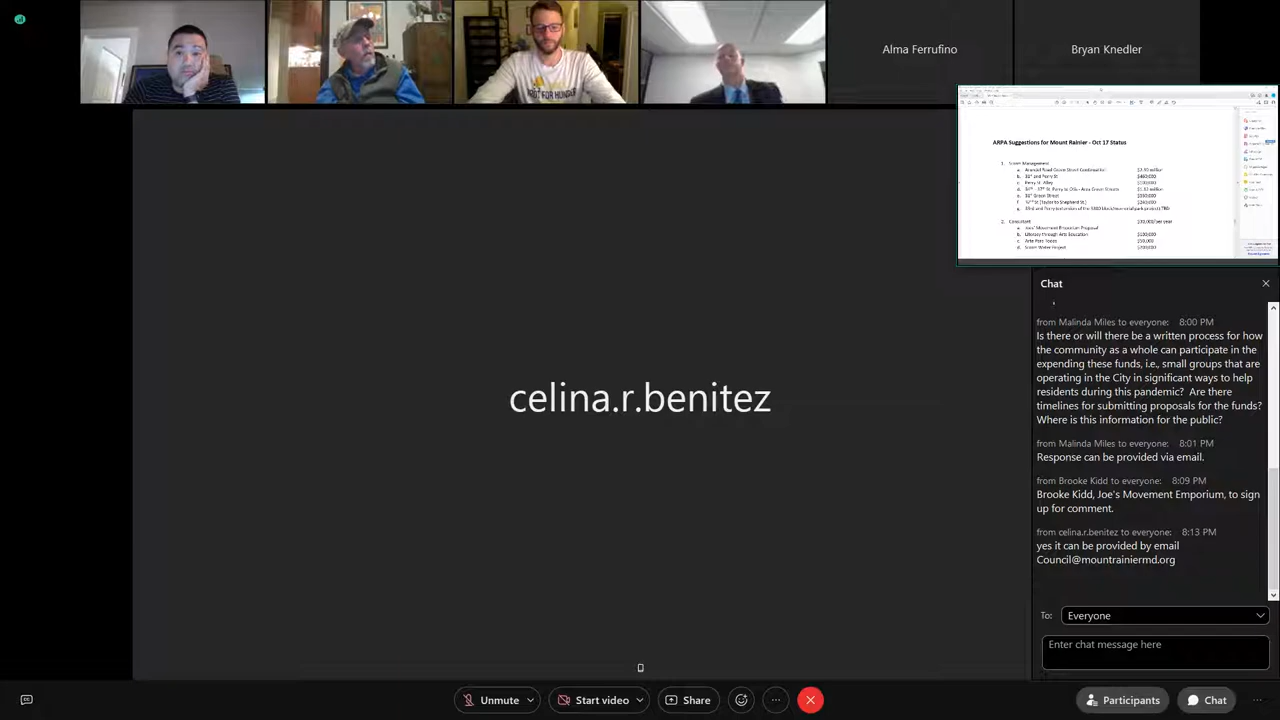 Alma Ferrufino
Bryan Knedler
ARPA Suggestions for Mount Rainier - Oct 17 Status
celina.r.benitez
Chat
from Malinda Miles to everyone: 8:00 PM
Is there or will there be a written process for how
the community as a whole can participate in the
expending these funds, i.e., small groups that are
operating in the City in significant ways to help
residents during this pandemic? Are there
timelines for submitting proposals for the funds?
Where is this information for the public?
from Malinda Miles to everyone: 8:01 PM
Response can be provided via email.
from Brooke Kidd to everyone: 8:09 PM
Brooke Kidd, Joe's Movement Emporium, to sign
up for comment.
from celina.r.benitez to everyone: 8:13 PM
yes it can be provided by email
Council@mountrainiermd.org
To: Everyone
Enter chat message here
Unmute
Start video
Share
Participants
Chat